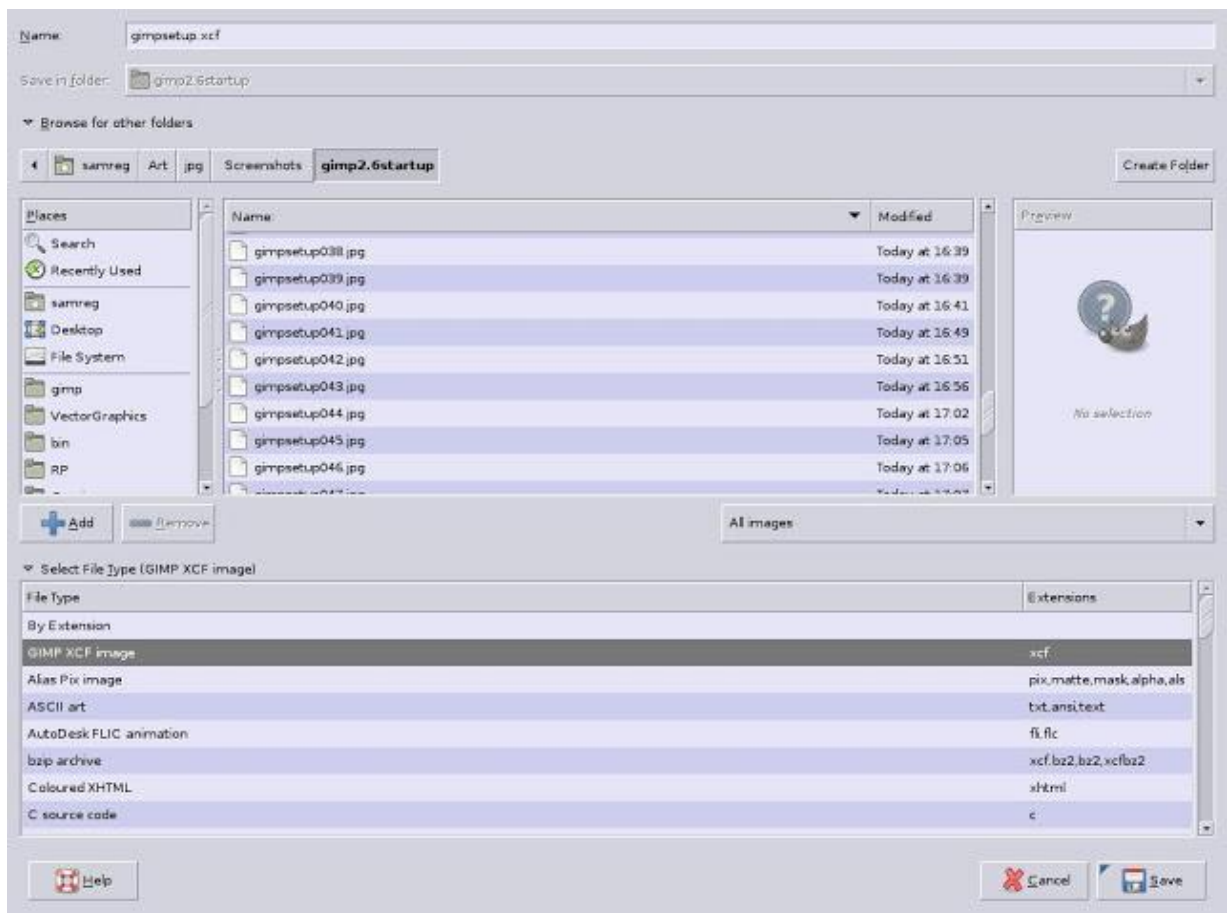 Name:
gimpsetup.xcf
Save in folder:
gimp2.6startup
Browse for other folders
samreg
Art
jpg
Screenshots
gimp2.6startup
Create Folder
Places
Search
Recently Used
samreg
Desktop
File System
gimp
VectorGraphics
bin
RP
Name
Modified
gimpsetup038.jpg Today at 16:39
gimpsetup039.jpg Today at 16:39
gimpsetup040.jpg Today at 16:41
gimpsetup041.jpg Today at 16:49
gimpsetup042.jpg Today at 16:51
gimpsetup043.jpg Today at 16:56
gimpsetup044.jpg Today at 17:02
gimpsetup045.jpg Today at 17:05
gimpsetup046.jpg Today at 17:06
Preview
No selection
Add
Remove
All images
Select File Type (GIMP XCF image)
File Type Extensions
By Extension
GIMP XCF image xcf
Alias Pix image pix,matte,mask,alpha,als
ASCII art txt,ansi,text
AutoDesk FLIC animation fli,flc
bzip archive xcf.bz2,bz2,xcfbz2
Coloured XHTML xhtml
C source code c
Help
Cancel
Save